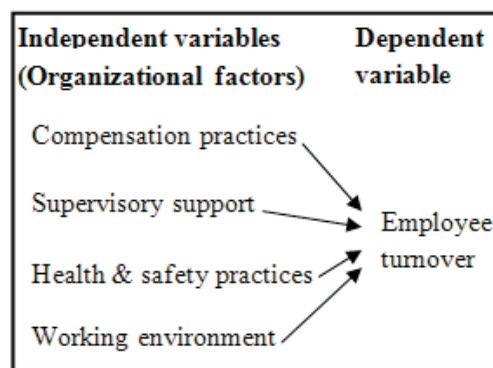 Independent variables
(Organizational factors)
Dependent
variable
Compensation practices
Supervisory support
Health & safety practices
Working environment
Employee
turnover